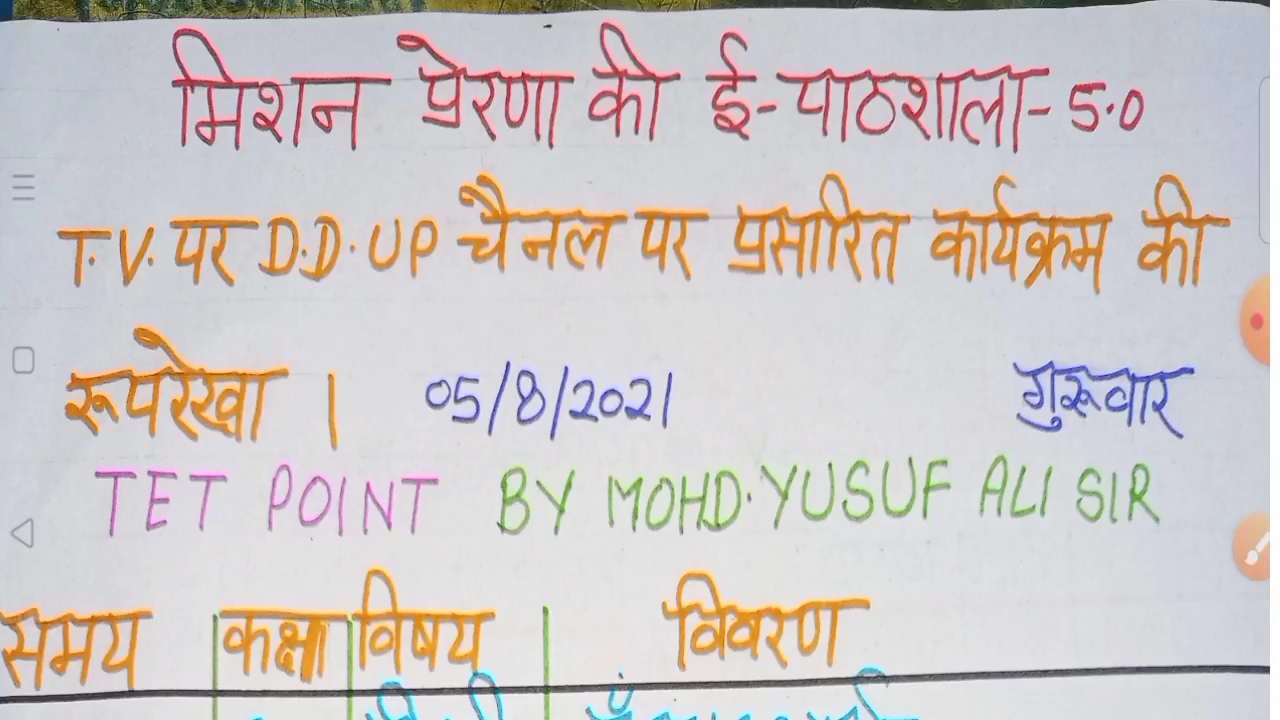 मिशन प्रेरणा की ई-पाठशाला-5.0
T.V. पर D.D.UP चैनल पर प्रसारित कार्यक्रम की
रूपरेखा । 05/8/2021 गुरूवार
TET POINT BY MOHD.YUSUF ALI SIR
समय कक्षा विषय विवरण